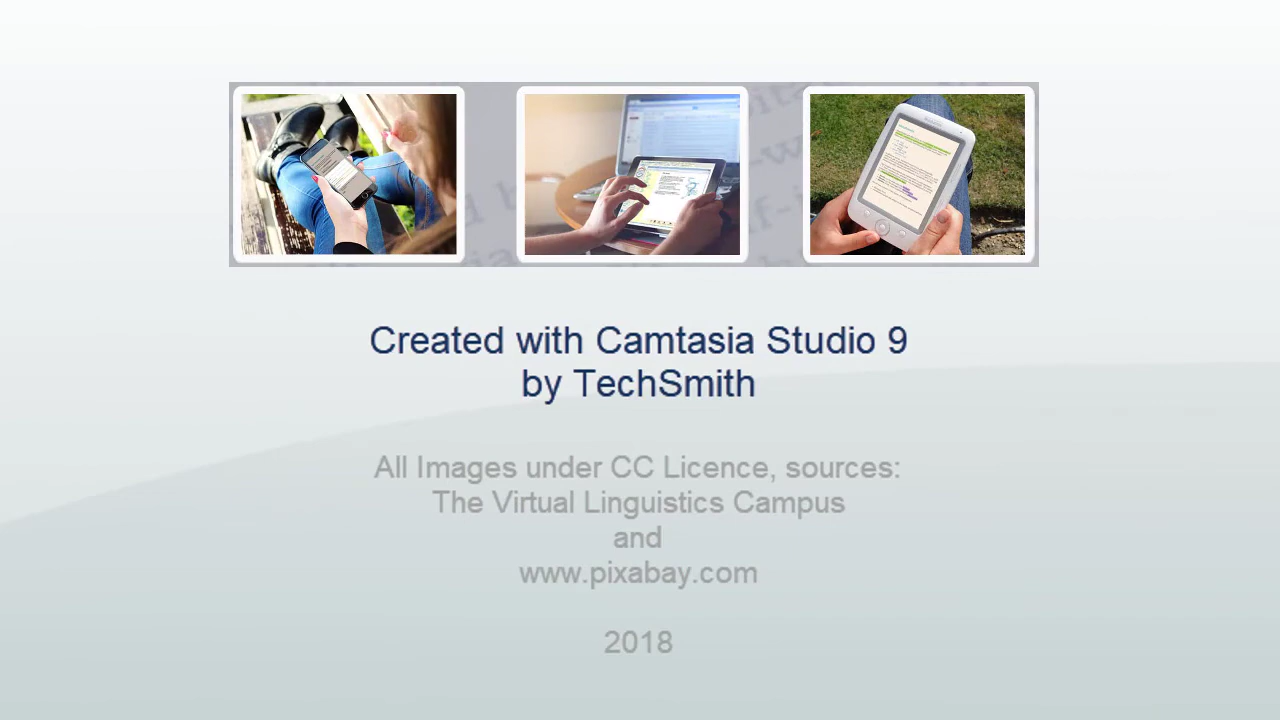 Created with Camtasia Studio 9
by TechSmith
All Images under CC Licence, sources:
The Virtual Linguistics Campus
and
www.pixabay.com
2018